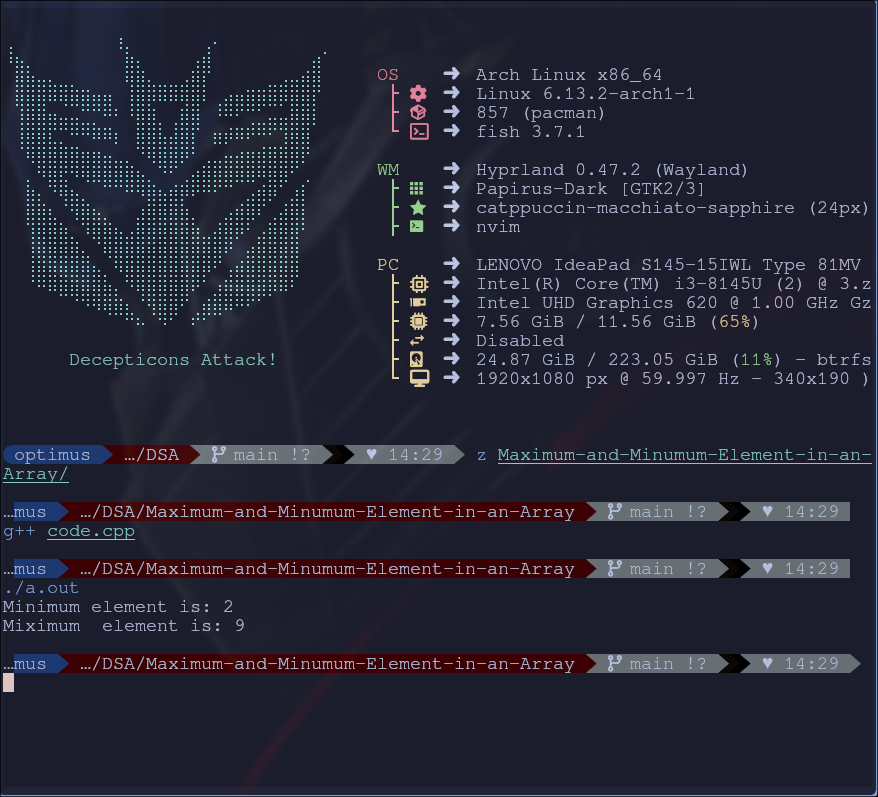 OS Arch Linux x86_64
Linux 6.13.2-arch1-1
857 (pacman)
fish 3.7.1
WM Hyprland 0.47.2 (Wayland)
Papirus-Dark [GTK2/3]
catppuccin-macchiato-sapphire (24px)
nvim
PC LENOVO IdeaPad S145-15IWL Type 81MV
Intel(R) Core(TM) i3-8145U (2) @ 3.z
Intel UHD Graphics 620 @ 1.00 GHz Gz
7.56 GiB / 11.56 GiB (65%)
Disabled
24.87 GiB / 223.05 GiB (11%) - btrfs
1920x1080 px @ 59.997 Hz - 340x190 )
Decepticons Attack!
optimus …/DSA main !? ♥ 14:29 z Maximum-and-Minumum-Element-in-an-
Array/
…mus …/DSA/Maximum-and-Minumum-Element-in-an-Array main !? ♥ 14:29
g++ code.cpp
…mus …/DSA/Maximum-and-Minumum-Element-in-an-Array main !? ♥ 14:29
./a.out
Minimum element is: 2
Miximum  element is: 9
…mus …/DSA/Maximum-and-Minumum-Element-in-an-Array main !? ♥ 14:29